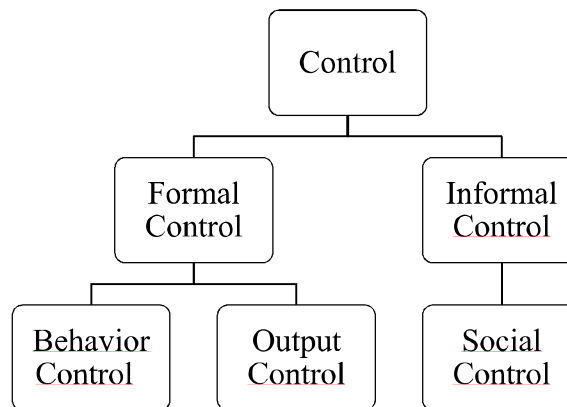 Control
Formal
Control
Informal
Control
Behavior
Control
Output
Control
Social
Control